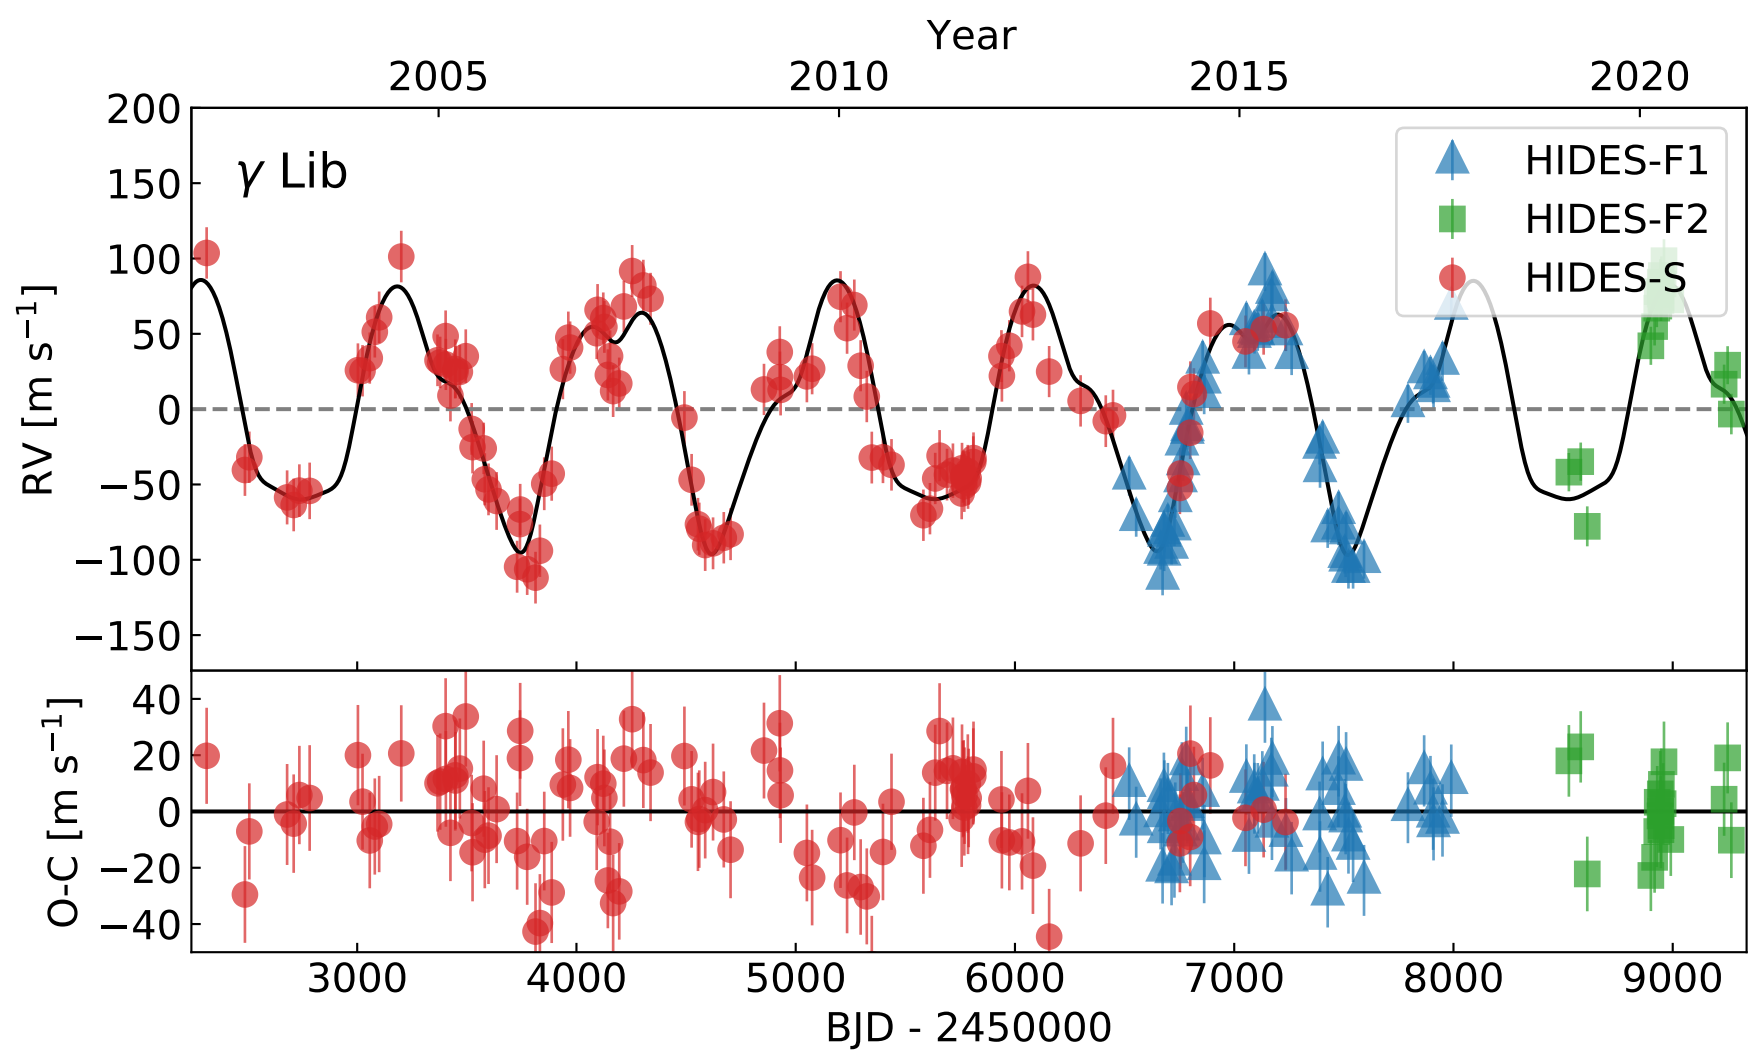 Year
2005 2010 2015 2020
200
150
100
50
0
−50
−100
−150
RV [m s⁻¹]
γ Lib
HIDES-F1
HIDES-F2
HIDES-S
40
20
0
−20
−40
O-C [m s⁻¹]
3000 4000 5000 6000 7000 8000 9000
BJD - 2450000